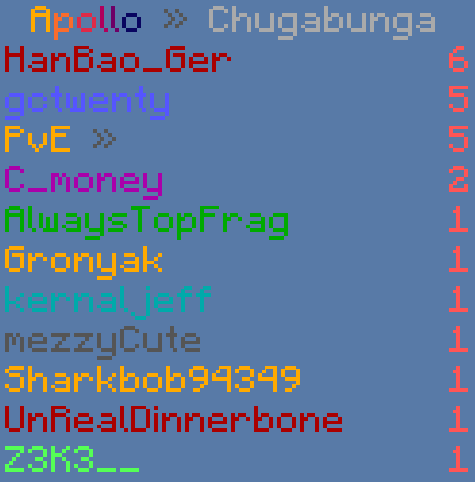 Apollo » Chugabunga
HanBao_Ger 6
gctwenty 5
PvE » 5
C_money 2
AlwaysTopFrag 1
Gronyak 1
kernaljeff 1
mezzyCute 1
Sharkbob94349 1
UnRealDinnerbone 1
Z3K3__ 1